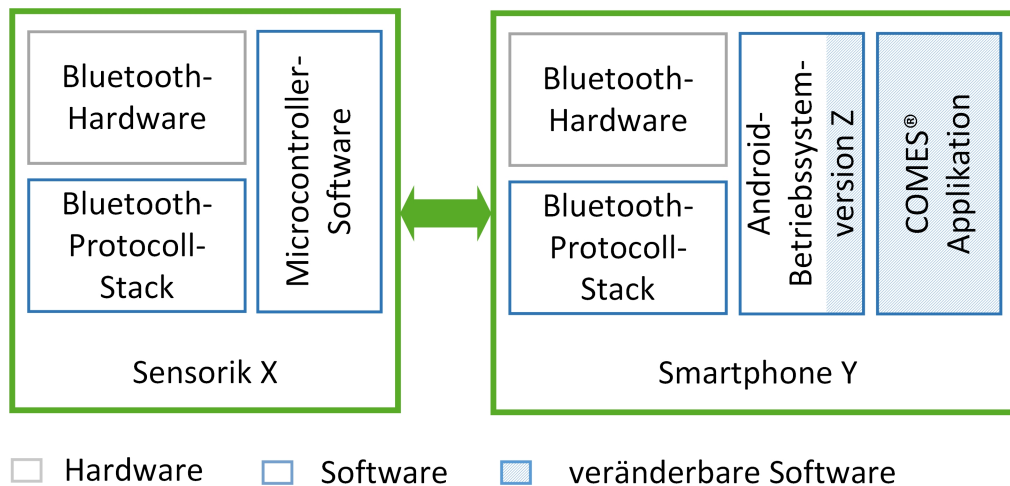 Bluetooth-
Hardware
Bluetooth-
Protocoll-
Stack
Microcontroller-
Software
Sensorik X
Bluetooth-
Hardware
Bluetooth-
Protocoll-
Stack
Android-
Betriebssystem-
version Z
COMES®
Applikation
Smartphone Y
Hardware
Software
veränderbare Software